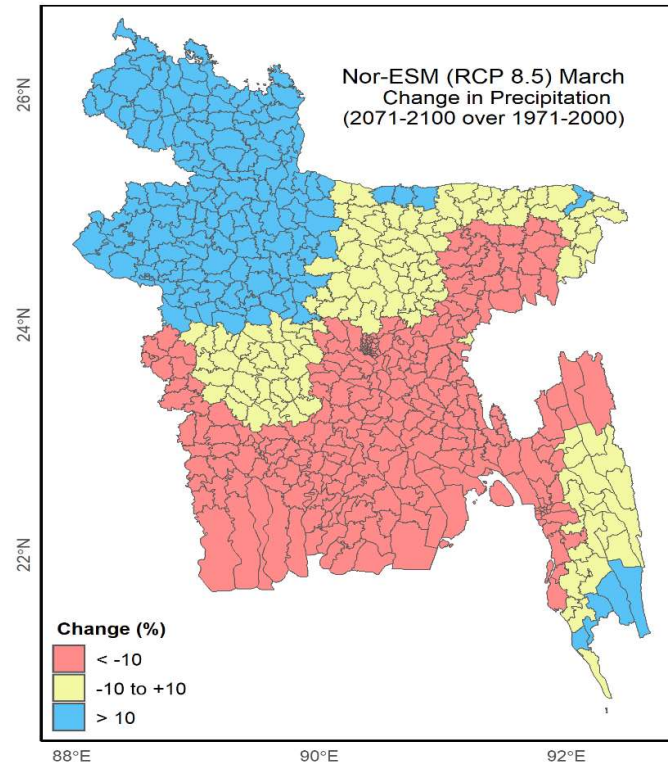 Nor-ESM (RCP 8.5) March
Change in Precipitation
(2071-2100 over 1971-2000)
26°N
24°N
22°N
Change (%)
< -10
-10 to +10
> 10
88°E
90°E
92°E